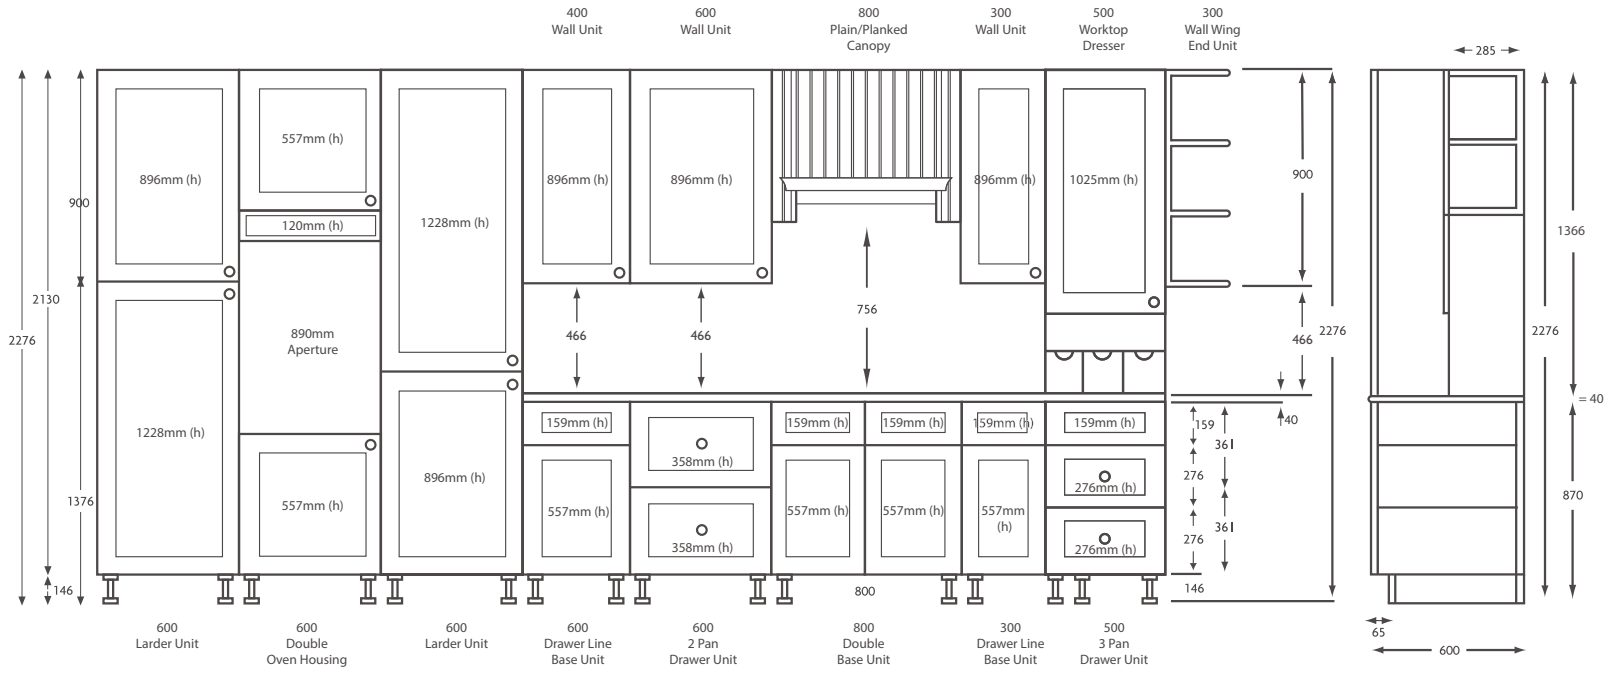 400
Wall Unit
600
Wall Unit
800
Plain/Planked
Canopy
300
Wall Unit
500
Worktop
Dresser
300
Wall Wing
End Unit
285
2276
2130
900
1376
146
896mm (h)
1228mm (h)
557mm (h)
120mm (h)
890mm
Aperture
557mm (h)
1228mm (h)
896mm (h)
896mm (h)
466
896mm (h)
466
756
896mm (h)
1025mm (h)
900
466
2276
40
159mm (h)
557mm (h)
358mm (h)
358mm (h)
159mm (h)
159mm (h)
557mm (h)
557mm (h)
800
159mm (h)
557mm
(h)
159mm (h)
276mm (h)
276mm (h)
159
276
276
146
361
361
2276
1366
= 40
870
65
600
600
Larder Unit
600
Double
Oven Housing
600
Larder Unit
600
Drawer Line
Base Unit
600
2 Pan
Drawer Unit
800
Double
Base Unit
300
Drawer Line
Base Unit
500
3 Pan
Drawer Unit